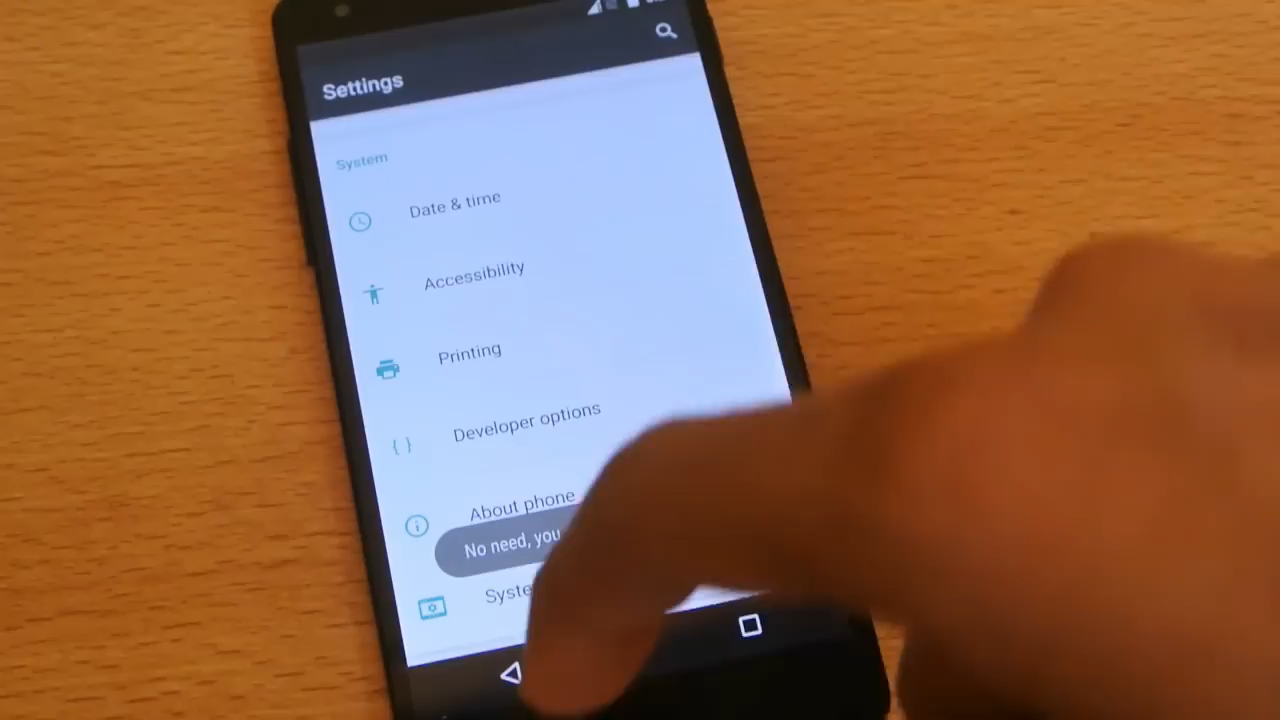 Settings
System
Date & time
Accessibility
Printing
Developer options
About phone
No need, you